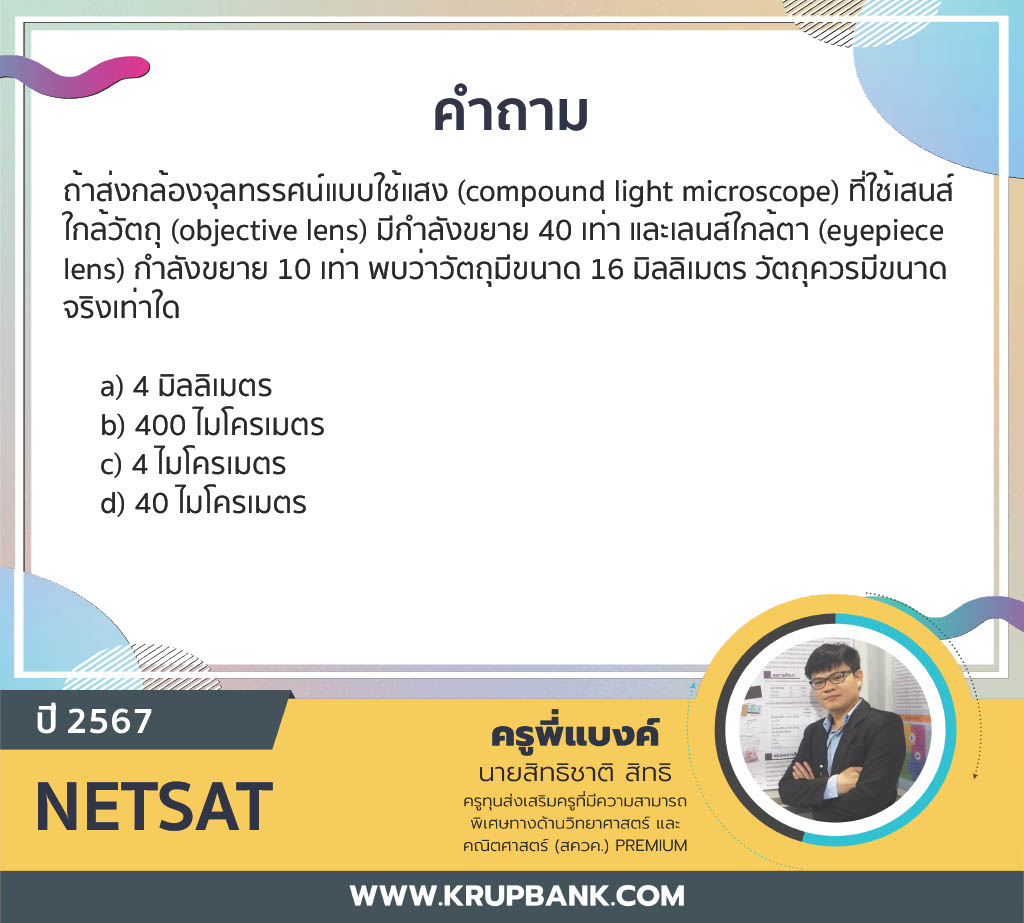 คำถาม
ถ้าส่งกล้องจุลทรรศน์แบบใช้แสง (compound light microscope) ที่ใช้เสนส์
ใกล้วัตถุ (objective lens) มีกำลังขยาย 40 เท่า และเลนส์ใกล้ตา (eyepiece
lens) กำลังขยาย 10 เท่า พบว่าวัตถุมีขนาด 16 มิลลิเมตร วัตถุควรมีขนาด
จริงเท่าใด
a) 4 มิลลิเมตร
b) 400 ไมโครเมตร
c) 4 ไมโครเมตร
d) 40 ไมโครเมตร
ปี 2567
NETSAT
ครูพี่แบงค์
นายสิทธิชาติ สิทธิ
ครูทุนส่งเสริมครูที่มีความสามารถ
พิเศษทางด้านวิทยาศาสตร์ และ
คณิตศาสตร์ (สควค.) PREMIUM
WWW.KRUPBANK.COM